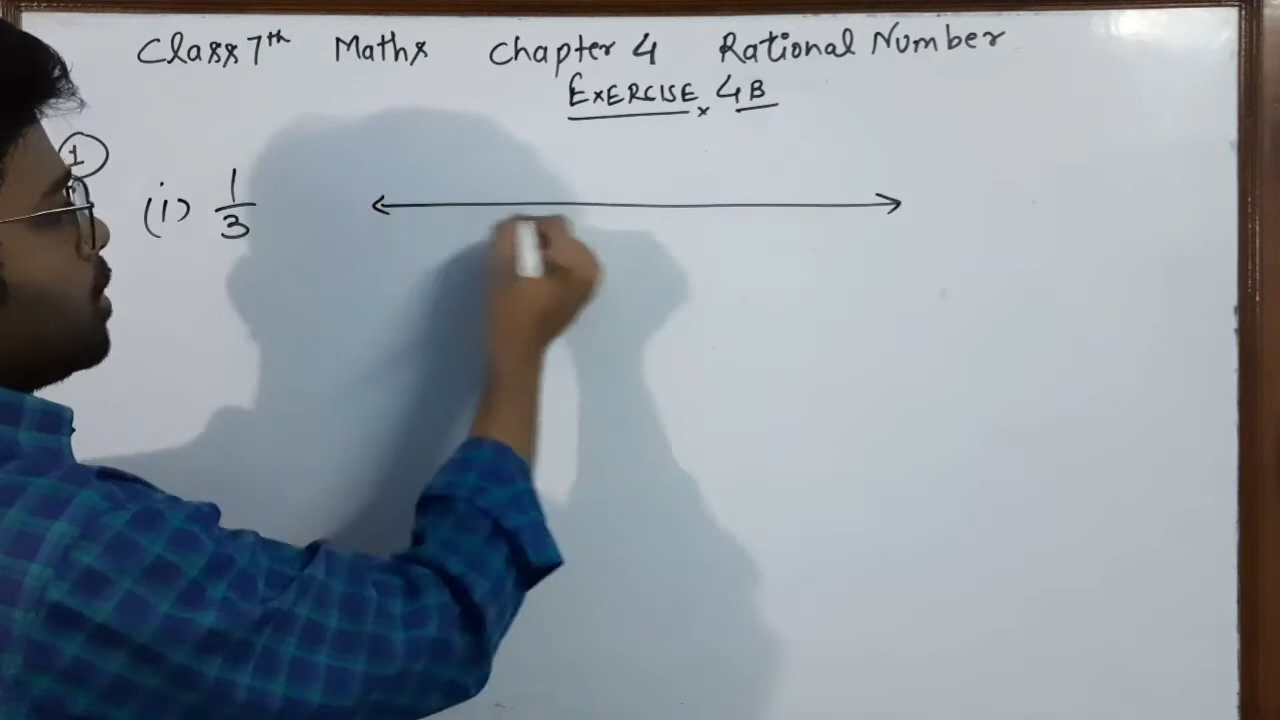 Class 7th Maths Chapter 4 Rational Number
EXERCISE 4B
1
(i) 1/3